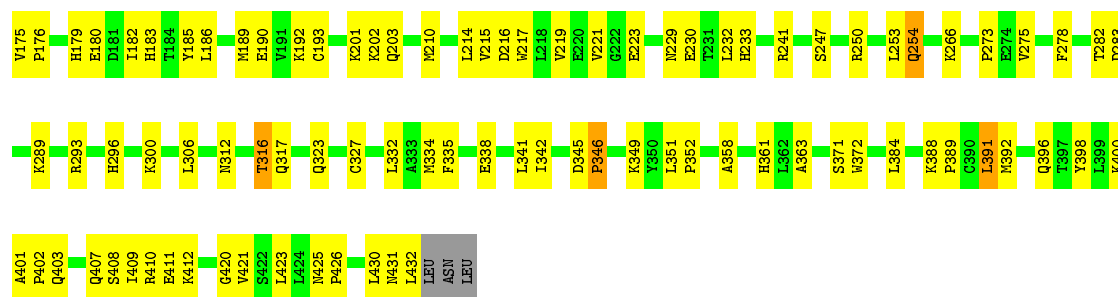 V175 P176 H179 E180 D181 I182 H183 T184 Y185 L186 M189 E190 V191 K192 C193 K201 K202 Q203 M210 L214 V215 D216 W217 L218 V219 E220 V221 G222 E223 N229 E230 T231 L232 H233 R241 S247 R250 L253 Q254 K266 P273 E274 V275 F278 T282
K289 R293 H296 K300 L306 N312 T316 Q317 Q323 C327 L332 A333 M334 F335 E338 L341 I342 D345 P346 K349 Y350 L351 P352 A358 H361 L362 A363 S371 W372 L384 K388 P389 C390 L391 M392 Q396 T397 Y398 L399 K400
A401 P402 Q403 Q407 S408 I409 R410 E411 K412 G420 V421 S422 L423 L424 N425 P426 L430 N431 L432 LEU ASN LEU